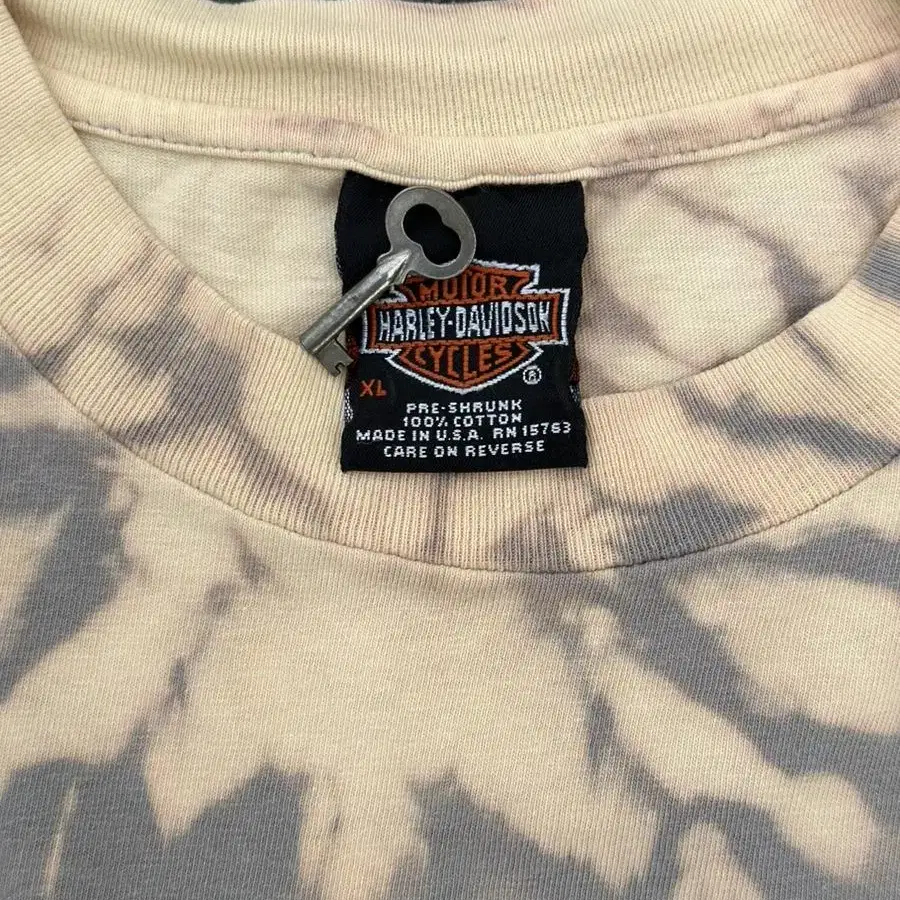 MOTOR
HARLEY-DAVIDSON
CYCLES
®
XL
PRE-SHRUNK
100% COTTON
MADE IN U.S.A. RN 15763
CARE ON REVERSE